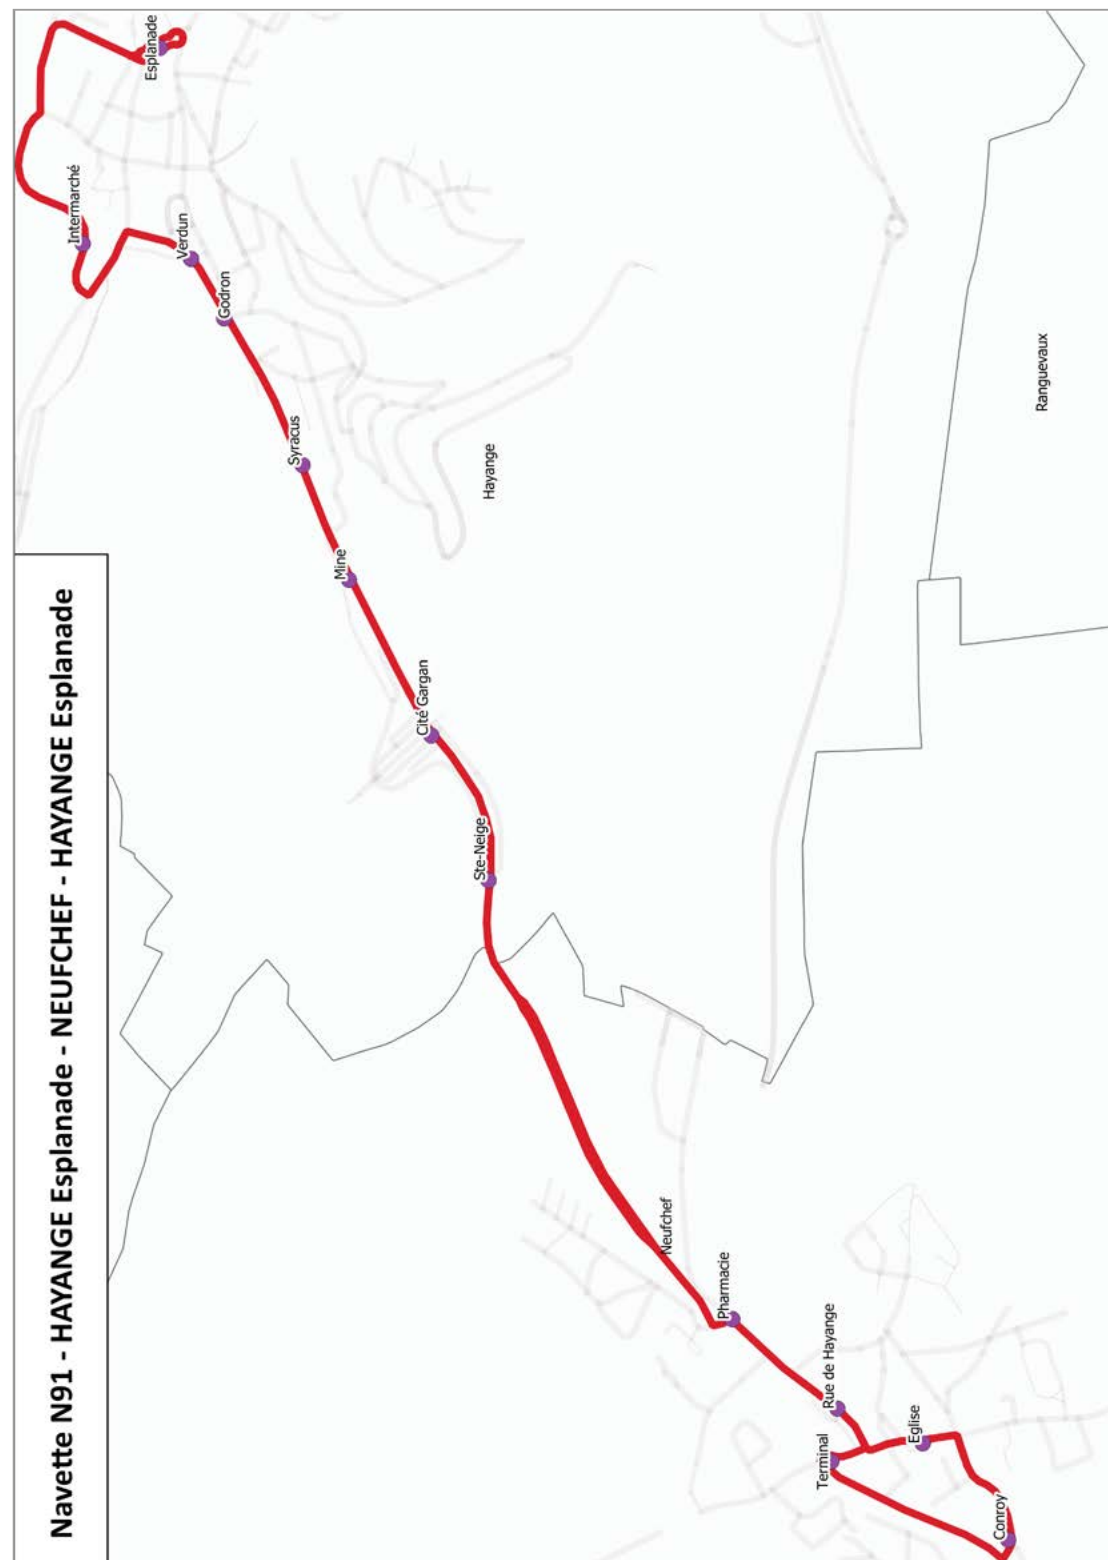 Navette N91 - HAYANGE Esplanade - NEUFCHEF - HAYANGE Esplanade
Esplanade
Intermarché
Verdun
Godron
Syracus
Mine
Hayange
Ranguevaux
Cité Gargan
Ste-Neige
Neufchef
Pharmacie
Rue de Hayange
Eglise
Terminal
Conroy